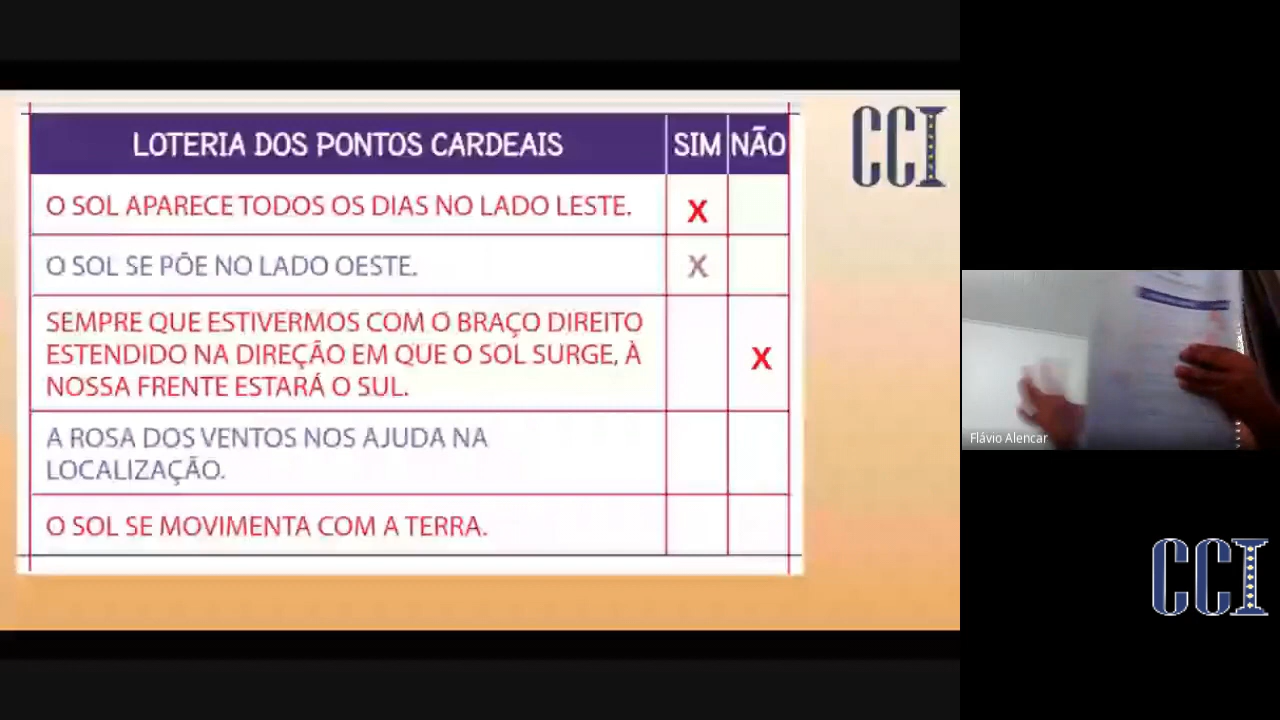 LOTERIA DOS PONTOS CARDEAIS SIM NÃO
O SOL APARECE TODOS OS DIAS NO LADO LESTE. X
O SOL SE PÕE NO LADO OESTE. X
SEMPRE QUE ESTIVERMOS COM O BRAÇO DIREITO
ESTENDIDO NA DIREÇÃO EM QUE O SOL SURGE, À
NOSSA FRENTE ESTARÁ O SUL. X
A ROSA DOS VENTOS NOS AJUDA NA
LOCALIZAÇÃO.
O SOL SE MOVIMENTA COM A TERRA.
CCI
Flávio Alencar
CCI